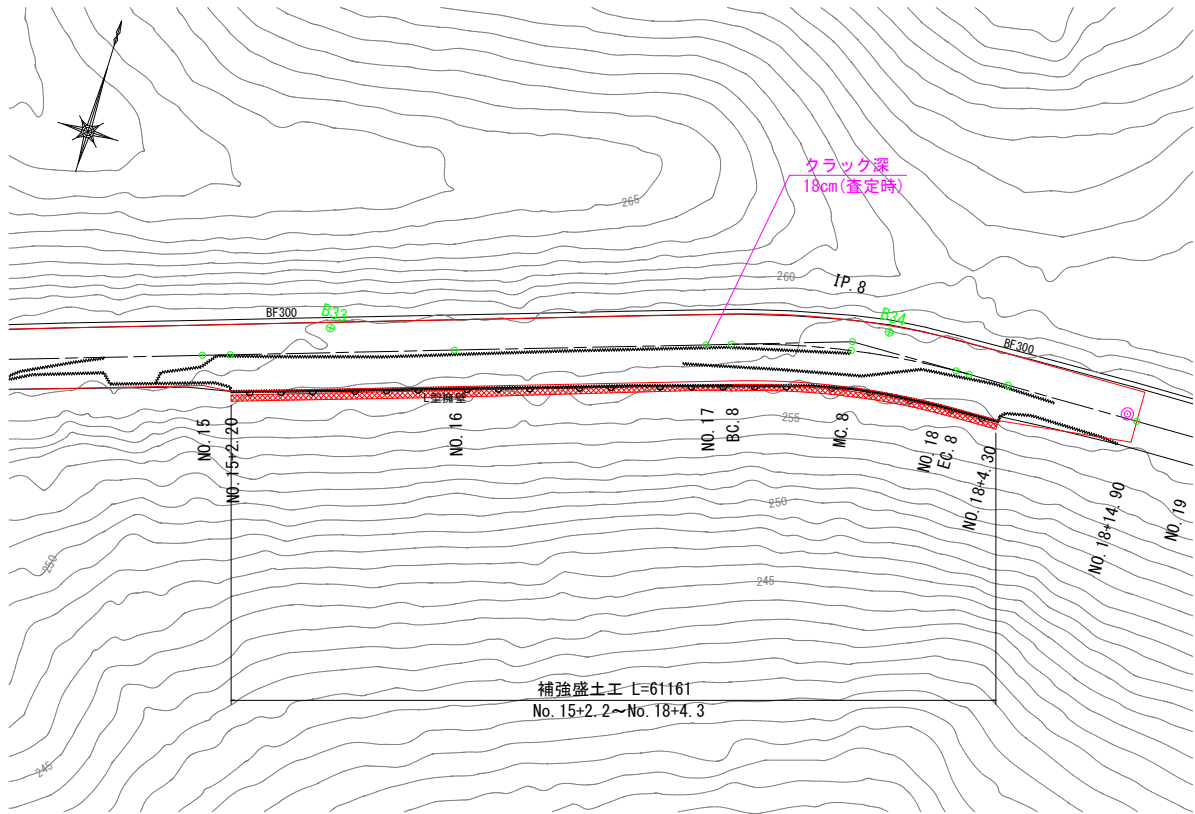 クラック深
18cm(査定時)
265
260
IP.8
BF300
B33
B34
BF300
L型擁壁
255
NO.15
NO.15+2.20
NO.16
NO.17
BC.8
MC.8
NO.18
EC.8
NO.18+4.30
NO.18+14.90
NO.19
250
250
245
補強盛土工 L=61161
No.15+2.2～No.18+4.3
245